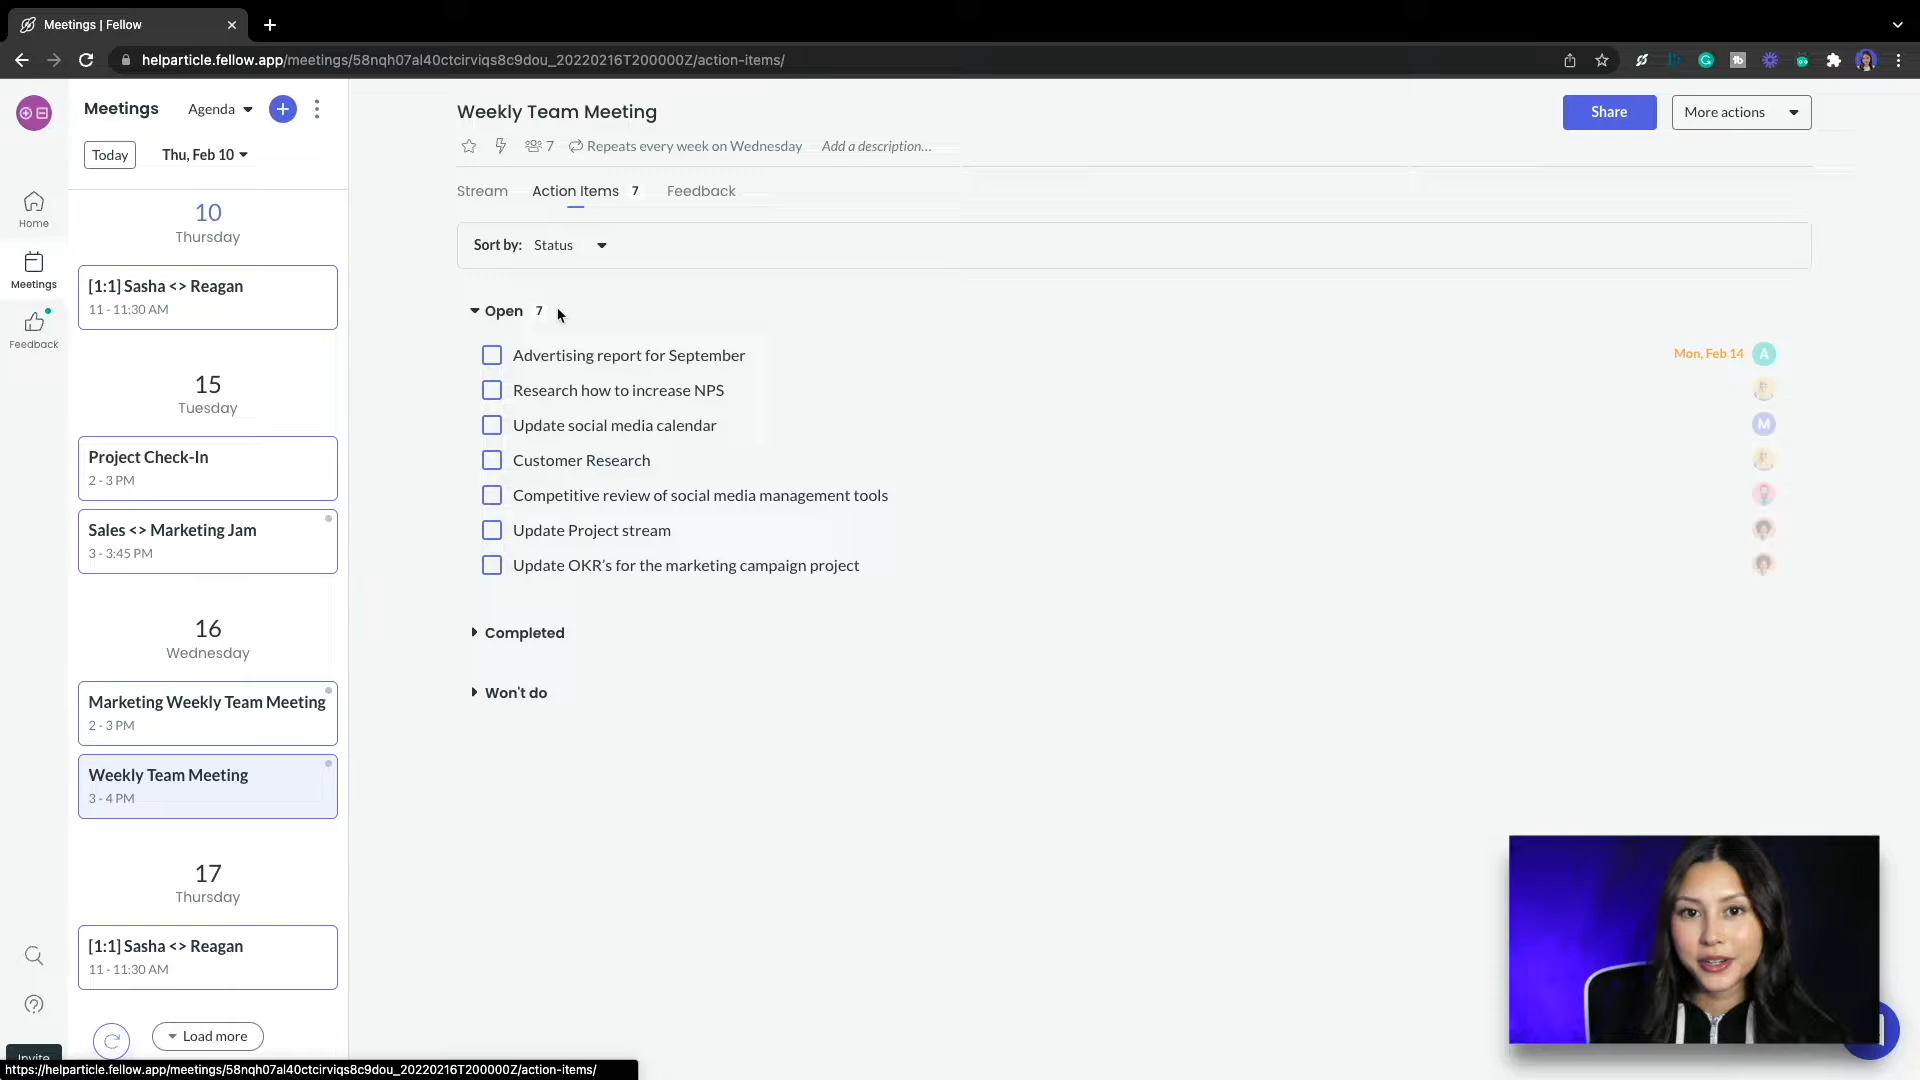 Meetings | Fellow
helparticle.fellow.app/meetings/58nqh07al40ctcirviqs8c9dou_20220216T200000Z/action-items/
Meetings
Agenda
Today
Thu, Feb 10
Home
Meetings
Feedback
10
Thursday
[1:1] Sasha <> Reagan
11 - 11:30 AM
15
Tuesday
Project Check-In
2 - 3 PM
Sales <> Marketing Jam
3 - 3:45 PM
16
Wednesday
Marketing Weekly Team Meeting
2 - 3 PM
Weekly Team Meeting
3 - 4 PM
17
Thursday
[1:1] Sasha <> Reagan
11 - 11:30 AM
Load more
Invite
Weekly Team Meeting
Share
More actions
7
Repeats every week on Wednesday
Add a description...
Stream
Action Items 7
Feedback
Sort by: Status
Open 7
Advertising report for September
Mon, Feb 14
A
Research how to increase NPS
Update social media calendar
M
Customer Research
Competitive review of social media management tools
Update Project stream
Update OKR's for the marketing campaign project
Completed
Won't do
https://helparticle.fellow.app/meetings/58nqh07al40ctcirviqs8c9dou_20220216T200000Z/action-items/